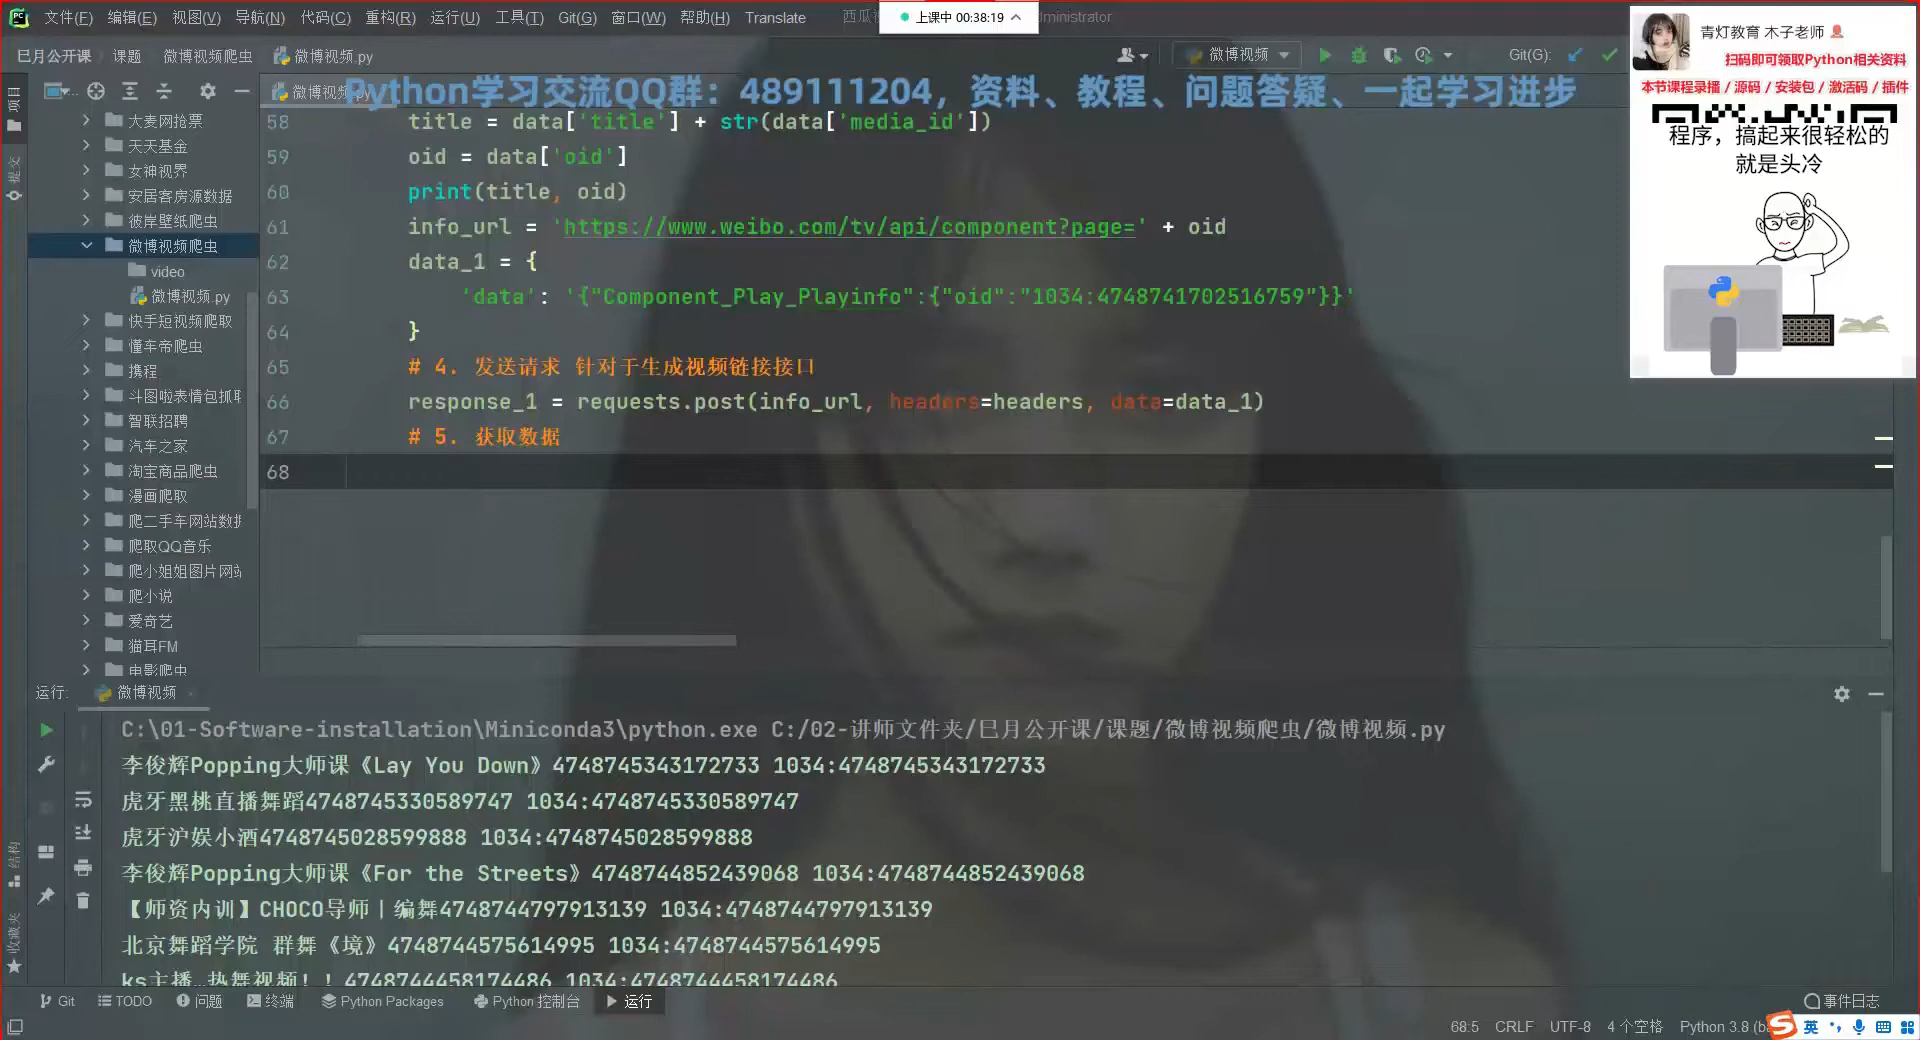 文件(F) 编辑(E) 视图(V) 导航(N) 代码(C) 重构(R) 运行(U) 工具(T) Git(G) 窗口(W) 帮助(H) Translate
上课中 00:38:19
dministrator
巳月公开课 课题 微博视频爬虫 微博视频.py
微博视频
Git(G):
Python学习交流QQ群：489111204，资料、教程、问题答疑、一起学习进步
青灯教育 木子老师
扫码即可领取Python相关资料
本节课程录播 / 源码 / 安装包 / 激活码 / 插件
程序，搞起来很轻松的
就是头冷
项目
提交
大麦网抢票
天天基金
女神视界
安居客房源数据
彼岸壁纸爬虫
微博视频爬虫
video
微博视频.py
快手短视频爬取
懂车帝爬虫
携程
斗图啦表情包抓取
智联招聘
汽车之家
淘宝商品爬虫
漫画爬取
爬二手车网站数据
爬取QQ音乐
爬小姐姐图片网站
爬小说
爱奇艺
猫耳FM
电影爬虫
58 title = data['title'] + str(data['media_id'])
59 oid = data['oid']
60 print(title, oid)
61 info_url = 'https://www.weibo.com/tv/api/component?page=' + oid
62 data_1 = {
63 'data': '{"Component_Play_Playinfo":{"oid":"1034:4748741702516759"}}'
64 }
65 # 4. 发送请求 针对于生成视频链接接口
66 response_1 = requests.post(info_url, headers=headers, data=data_1)
67 # 5. 获取数据
68
运行: 微博视频
C:\01-Software-installation\Miniconda3\python.exe C:/02-讲师文件夹/巳月公开课/课题/微博视频爬虫/微博视频.py
李俊辉Popping大师课《Lay You Down》4748745343172733 1034:4748745343172733
虎牙黑桃直播舞蹈4748745330589747 1034:4748745330589747
虎牙沪娱小酒4748745028599888 1034:4748745028599888
李俊辉Popping大师课《For the Streets》4748744852439068 1034:4748744852439068
【师资内训】CHOCO导师丨编舞4748744797913139 1034:4748744797913139
北京舞蹈学院 群舞《境》4748744575614995 1034:4748744575614995
ks主播…热舞视频！！4748744458174486 1034:4748744458174486
结构
收藏夹
Git TODO 问题 终端 Python Packages Python 控制台 运行
事件日志
68:5 CRLF UTF-8 4 个空格 Python 3.8 (ba
英